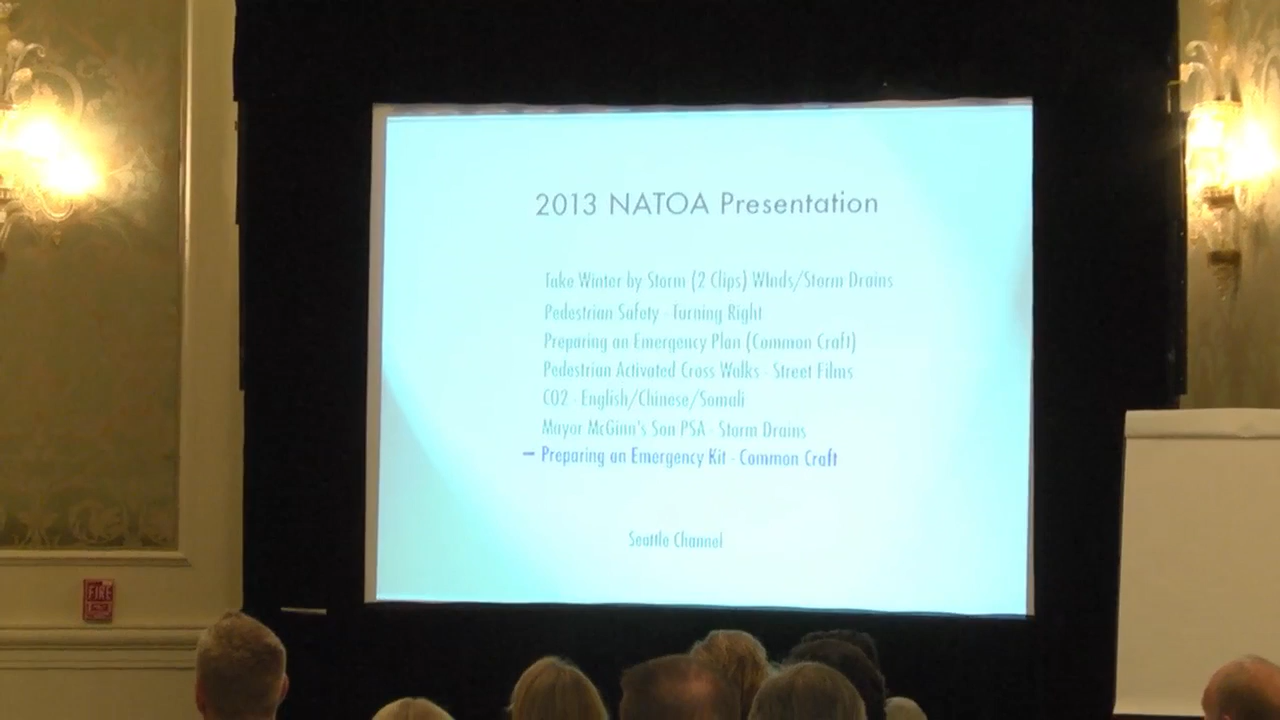 2013 NATOA Presentation
Take Winter by Storm (2 Clips) WInds/Storm Drains
Pedestrian Safety - Turning Right
Preparing an Emergency Plan (Common Craft)
Pedestrian Activated Cross Walks - Street Films
CO2 - English/Chinese/Somali
Mayor McGinn's Son PSA - Storm Drains
– Preparing an Emergency Kit - Common Craft
Seattle Channel
FIRE